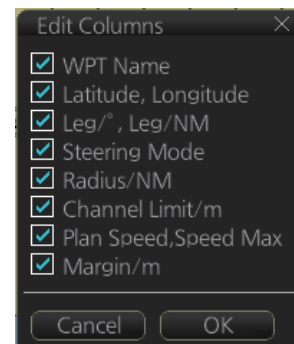 Edit Columns
WPT Name
Latitude, Longitude
Leg/°, Leg/NM
Steering Mode
Radius/NM
Channel Limit/m
Plan Speed,Speed Max
Margin/m
Cancel OK